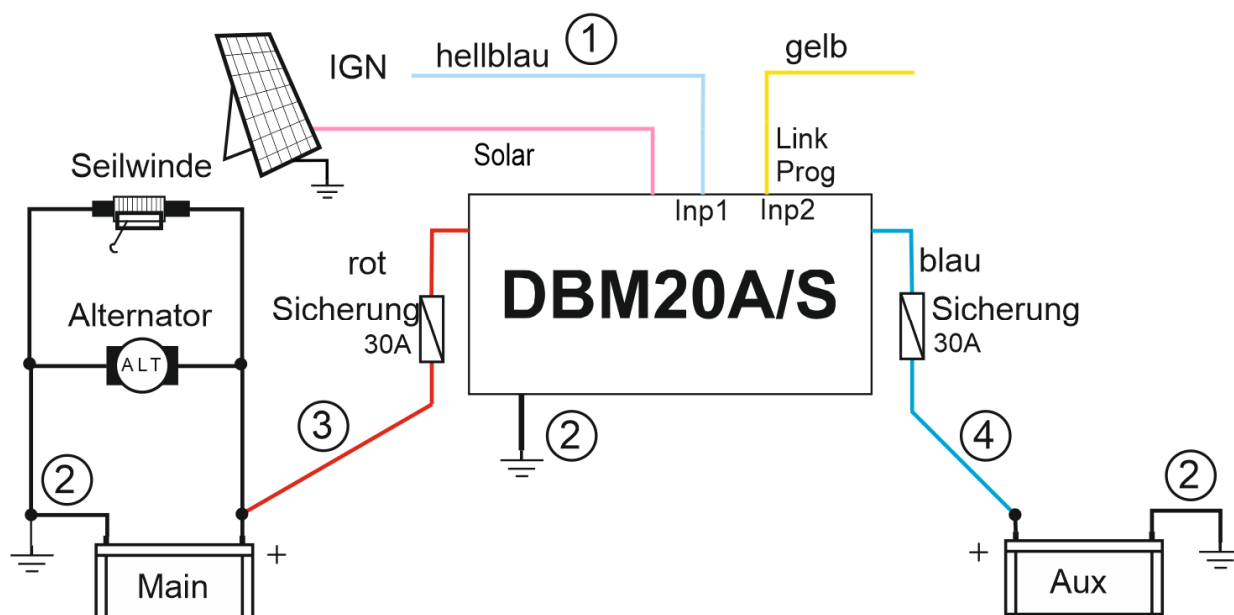 IGN
hellblau
1
gelb
Seilwinde
Solar
Link
Prog
Inp1
Inp2
rot
Sicherung
30A
DBM20A/S
blau
Sicherung
30A
Alternator
ALT
3
2
4
2
2
+
Main
+
Aux